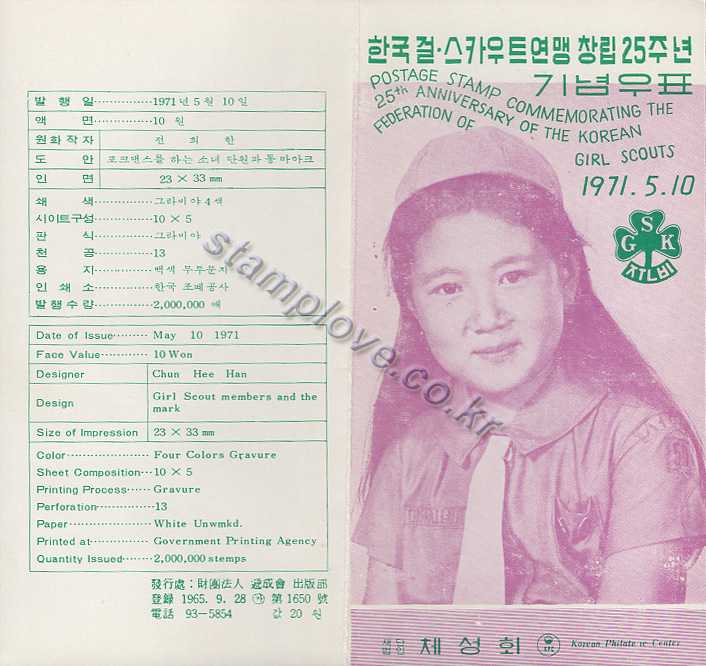 발 행 일 1971년 5 월 10 일
액 면 10 원
원화작자 전 희 한
도 안 포크댄스를 하는 소녀 단원과 동 마아크
인 면 23 × 33 mm
쇄 색 그라비야 4색
시이트구성 10 × 5
판 식 그라비야
천 공 13
용 지 백색 무투문지
인 쇄 소 한국 조폐공사
발행수량 2,000,000 매
Date of Issue May 10 1971
Face Value 10 Won
Designer Chun Hee Han
Design Girl Scout members and the
mark
Size of Impression 23 × 33 mm
Color Four Colors Gravure
Sheet Composition 10 × 5
Printing Process Gravure
Perforation 13
Paper White Unwmkd.
Printed at Government Printing Agency
Quantity Issued 2,000,000 stemps
發行處: 財團法人 遞成會 出版部
登錄 1965. 9. 28 第 1650 號
電話 93-5854 값 20 원
한국 걸·스카우트연맹 창립 25주년
기념우표
POSTAGE STAMP COMMEMORATING THE
25th ANNIVERSARY OF THE KOREAN
FEDERATION OF GIRL SCOUTS
1971. 5. 10
G S K
재단
법인 체성회 Korean Philatelic Center
stamplove.co.kr